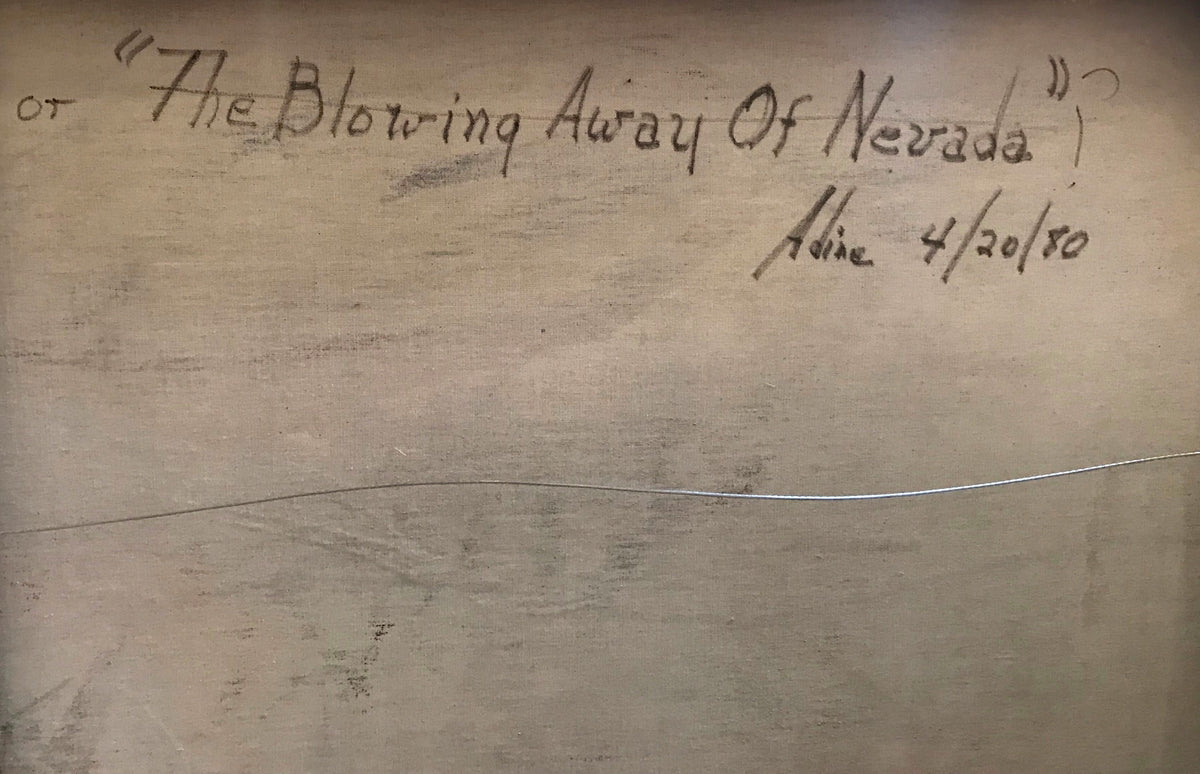 or "The Blowing Away Of Nevada"?
Adine 4/20/80